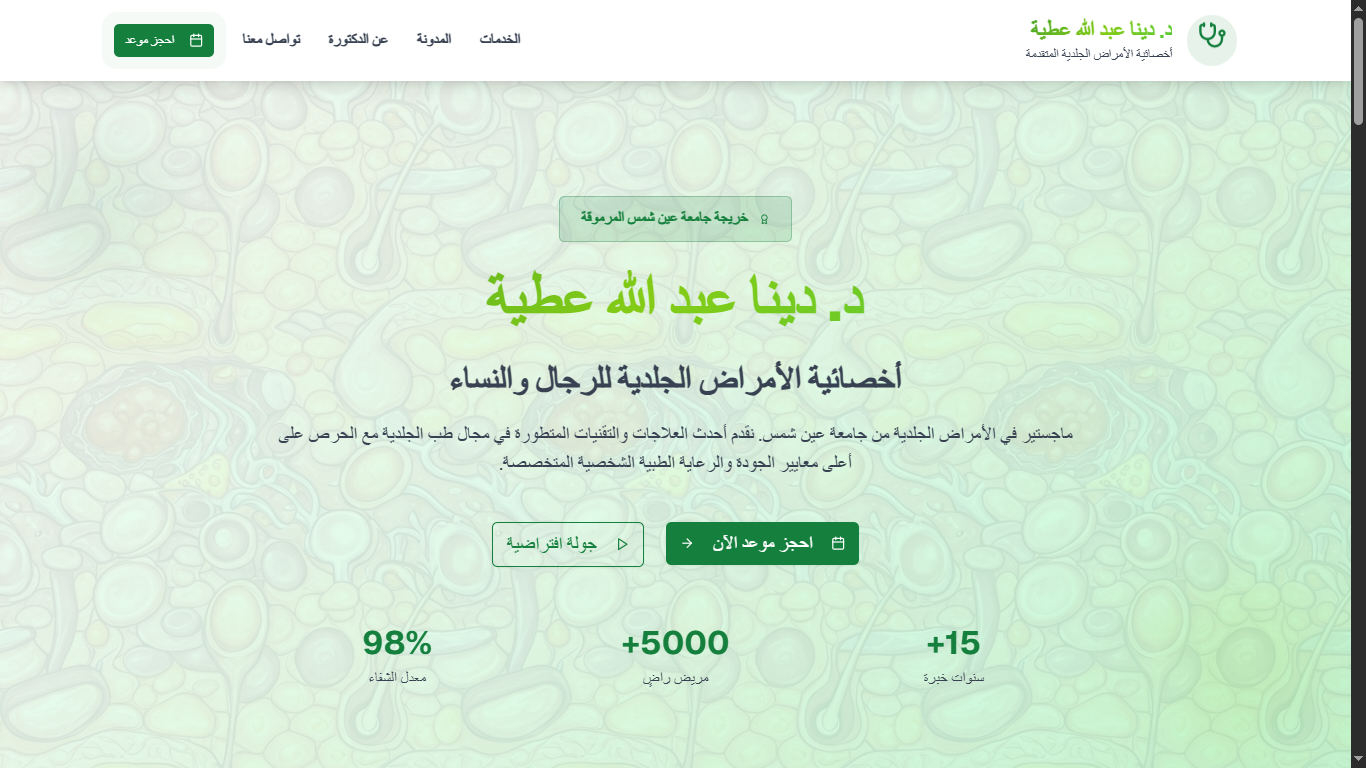 د. دينا عبد الله عطية
أخصائية الأمراض الجلدية المتقدمة
الخدمات
المدونة
عن الدكتورة
تواصل معنا
احجز موعد
خريجة جامعة عين شمس المرموقة
د. دينا عبد الله عطية
أخصائية الأمراض الجلدية للرجال والنساء
ماجستير في الأمراض الجلدية من جامعة عين شمس. نقدم أحدث العلاجات والتقنيات المتطورة في مجال طب الجلدية مع الحرص على
أعلى معايير الجودة والرعاية الطبية الشخصية المتخصصة.
احجز موعد الآن
جولة افتراضية
+15
سنوات خبرة
+5000
مريض راضٍ
98%
معدل الشفاء